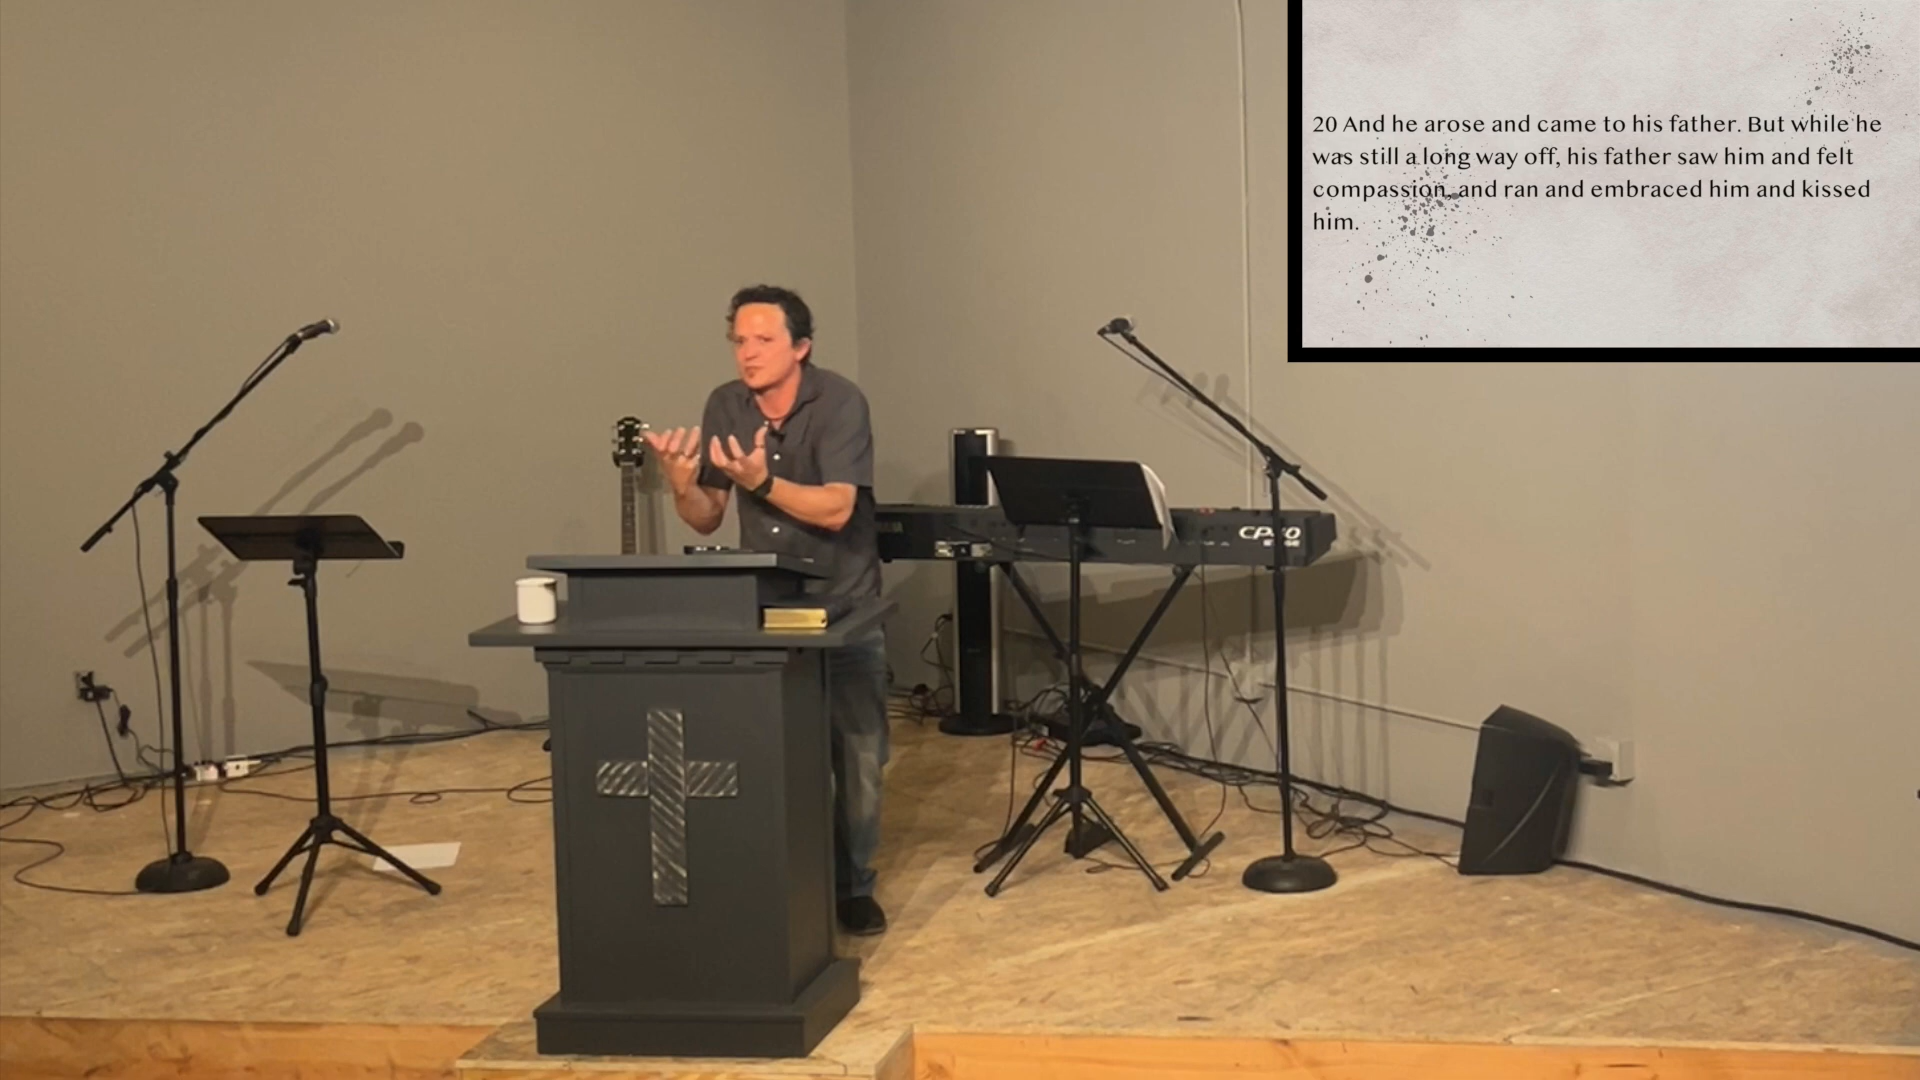 20 And he arose and came to his father. But while he
was still a long way off, his father saw him and felt
compassion, and ran and embraced him and kissed
him.